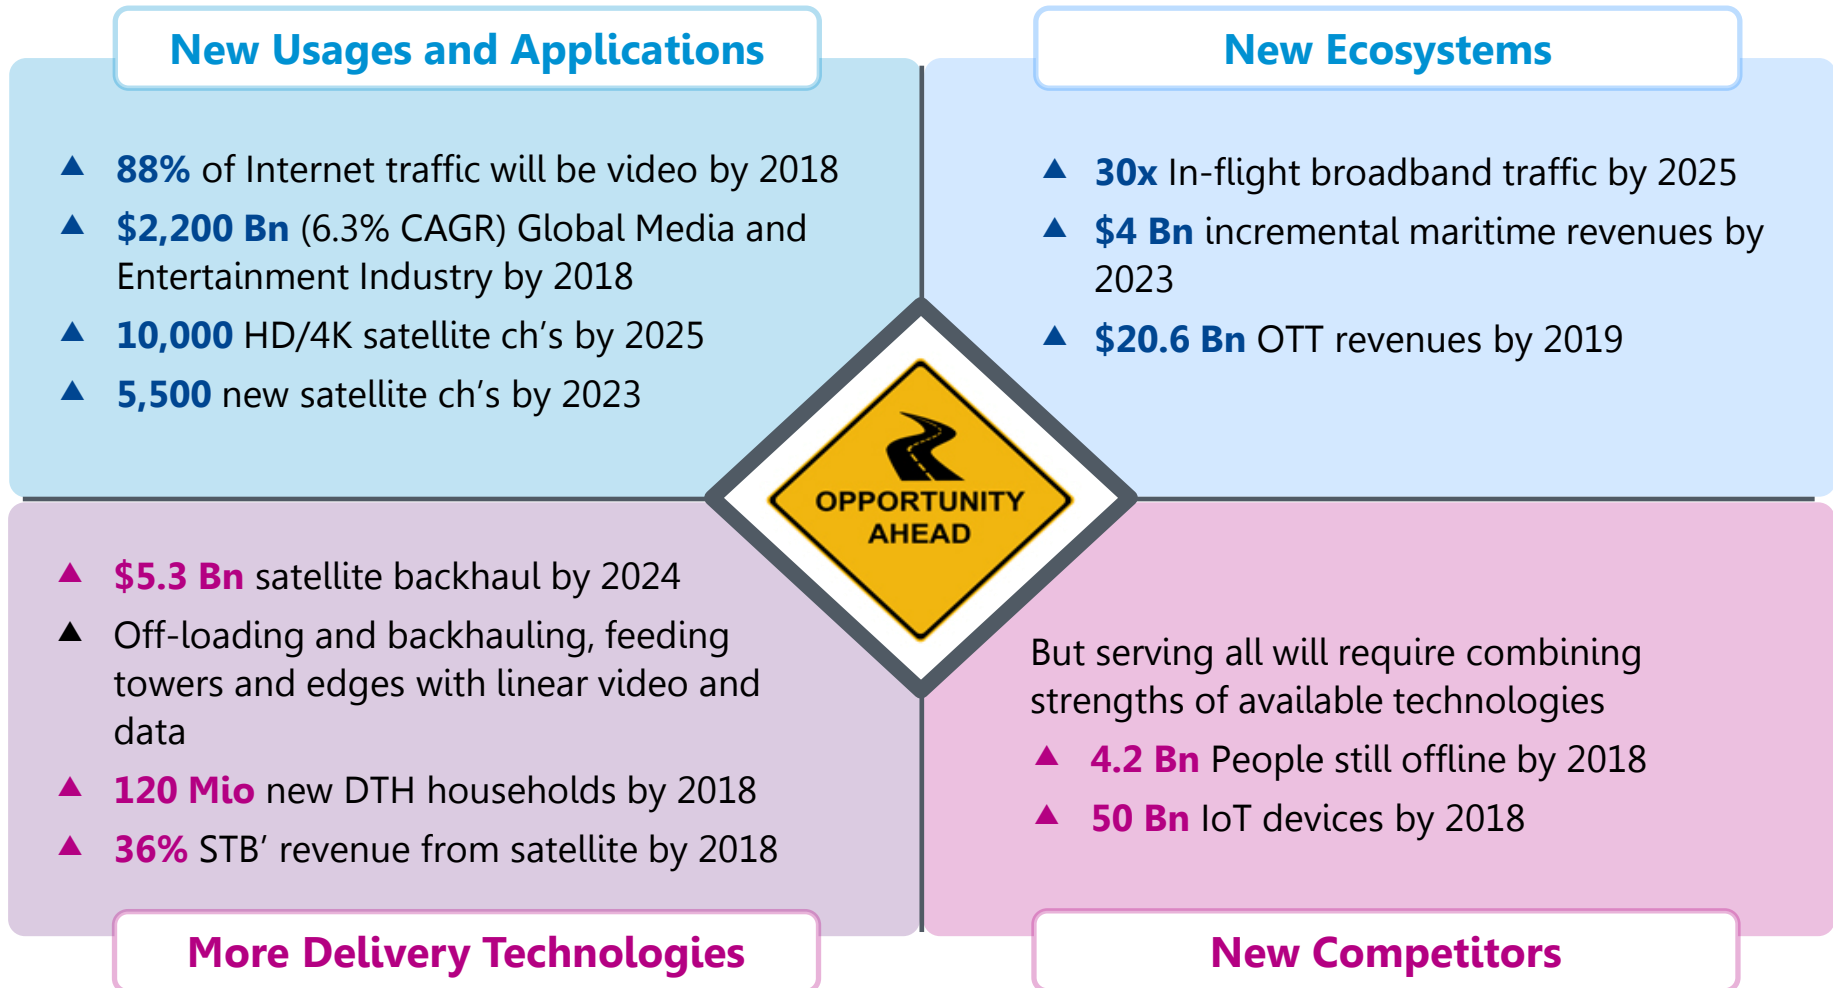 New Usages and Applications
▲ 88% of Internet traffic will be video by 2018
▲ $2,200 Bn (6.3% CAGR) Global Media and
Entertainment Industry by 2018
▲ 10,000 HD/4K satellite ch's by 2025
▲ 5,500 new satellite ch's by 2023
New Ecosystems
▲ 30x In-flight broadband traffic by 2025
▲ $4 Bn incremental maritime revenues by
2023
▲ $20.6 Bn OTT revenues by 2019
OPPORTUNITY
AHEAD
▲ $5.3 Bn satellite backhaul by 2024
▲ Off-loading and backhauling, feeding
towers and edges with linear video and
data
▲ 120 Mio new DTH households by 2018
▲ 36% STB' revenue from satellite by 2018
More Delivery Technologies
But serving all will require combining
strengths of available technologies
▲ 4.2 Bn People still offline by 2018
▲ 50 Bn IoT devices by 2018
New Competitors